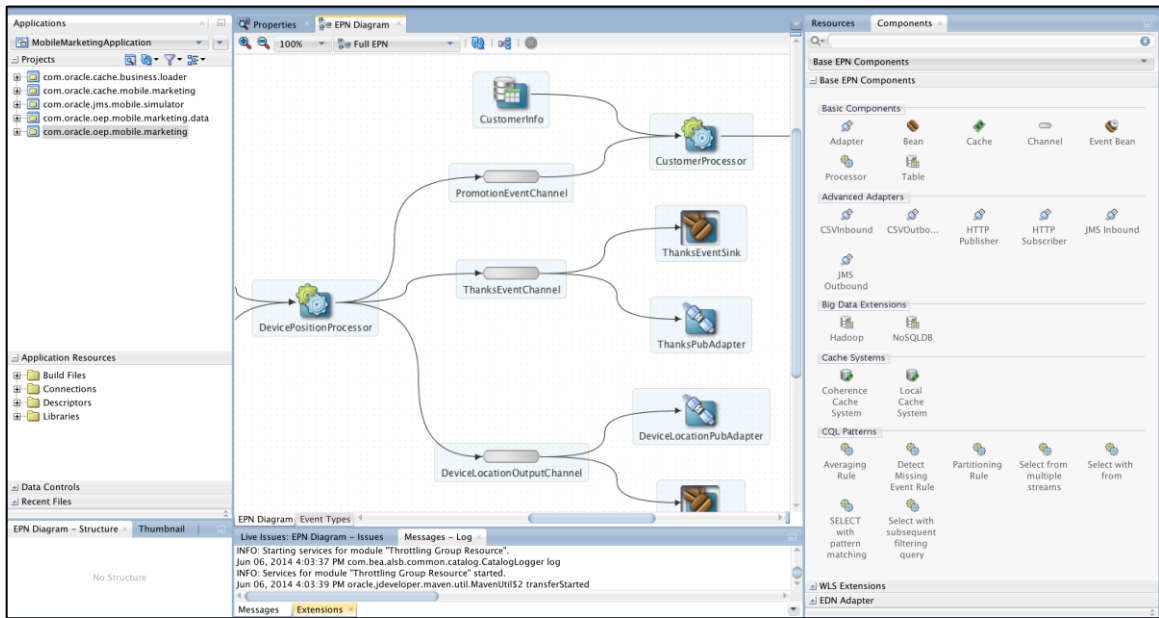 Applications
MobileMarketingApplication
Projects
com.oracle.cache.business.loader
com.oracle.cache.mobile.marketing
com.oracle.jms.mobile.simulator
com.oracle.oep.mobile.marketing.data
com.oracle.oep.mobile.marketing
Application Resources
Build Files
Connections
Descriptors
Libraries
Data Controls
Recent Files
EPN Diagram - Structure Thumbnail
No Structure
Properties EPN Diagram
100% Full EPN
CustomerInfo
CustomerProcessor
PromotionEventChannel
ThanksEventSink
ThanksEventChannel
DevicePositionProcessor
ThanksPubAdapter
DeviceLocationPubAdapter
DeviceLocationOutputChannel
EPN Diagram Event Types
Live Issues: EPN Diagram - Issues Messages - Log
INFO: Starting services for module "Throttling Group Resource".
Jun 06, 2014 4:03:37 PM com.bea.alsb.common.catalog.CatalogLogger log
INFO: Services for module "Throttling Group Resource" started.
Jun 06, 2014 4:03:39 PM oracle.jdeveloper.maven.util.MavenUtil$2 transferStarted
Messages Extensions
Resources Components
Base EPN Components
Base EPN Components
Basic Components
Adapter Bean Cache Channel Event Bean
Processor Table
Advanced Adapters
CSVInbound CSVOutbo... HTTP Publisher HTTP Subscriber JMS Inbound
JMS Outbound
Big Data Extensions
Hadoop NoSQLDB
Cache Systems
Coherence Cache System Local Cache System
CQL Patterns
Averaging Rule Detect Missing Event Rule Partitioning Rule Select from multiple streams Select with from
SELECT with pattern matching Select with subsequent filtering query
WLS Extensions
EDN Adapter